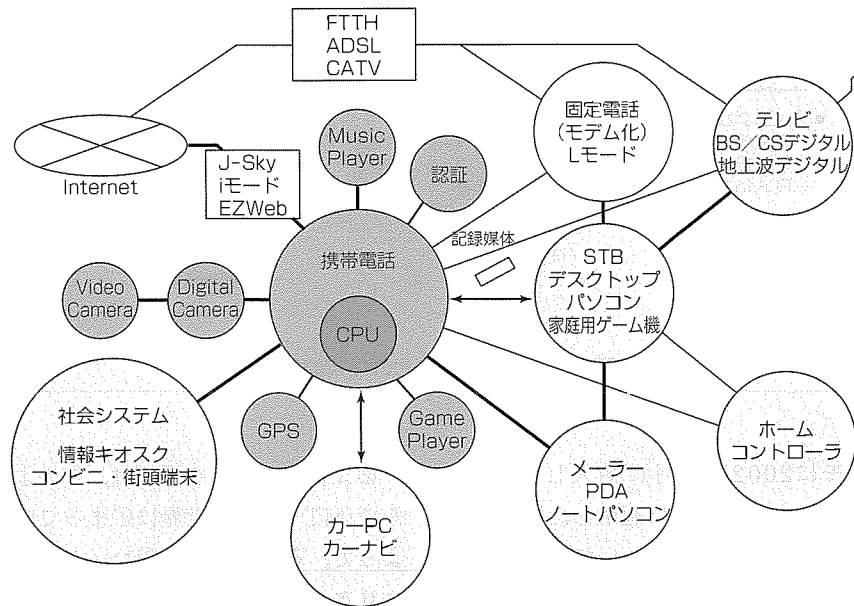 FTTH
ADSL
CATV
固定電話
(モデム化)
Lモード
テレビ
BS/CSデジタル
地上波デジタル
Internet
J-Sky
iモード
EZWeb
Music
Player
認証
記録媒体
携帯電話
CPU
STB
デスクトップ
パソコン
家庭用ゲーム機
Video
Camera
Digital
Camera
社会システム
情報キオスク
コンビニ・街頭端末
GPS
Game
Player
カーPC
カーナビ
メーラー
PDA
ノートパソコン
ホーム
コントローラ